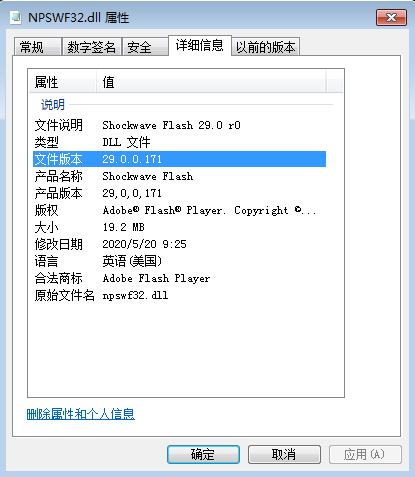 NPSWF32.dll 属性
常规 数字签名 安全 详细信息 以前的版本
属性 值
说明
文件说明 Shockwave Flash 29.0 r0
类型 DLL 文件
文件版本 29.0.0.171
产品名称 Shockwave Flash
产品版本 29,0,0,171
版权 Adobe® Flash® Player. Copyright ©...
大小 19.2 MB
修改日期 2020/5/20 9:25
语言 英语(美国)
合法商标 Adobe Flash Player
原始文件名 npswf32.dll
删除属性和个人信息
确定 取消 应用(A)